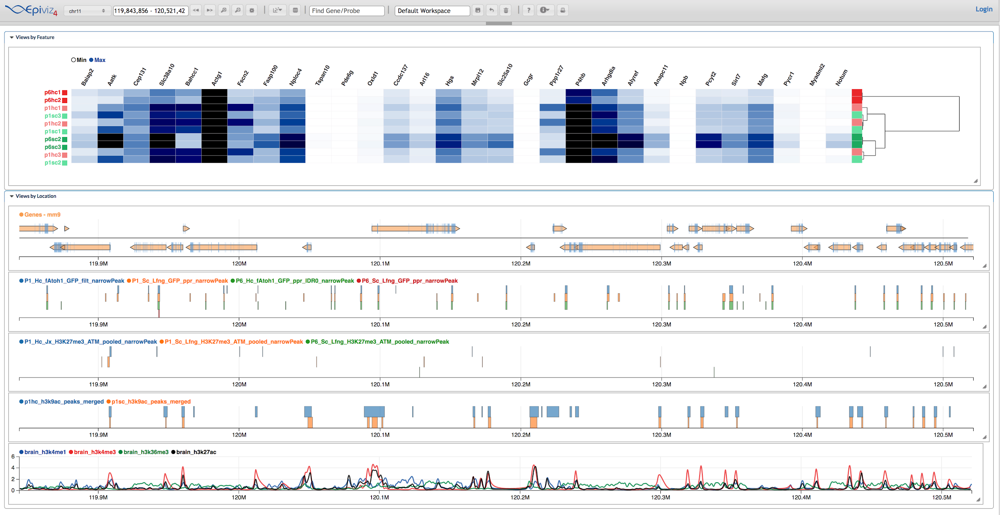 Epiviz4 chr11 119,843,856 - 120,521,42 Find Gene/Probe Default Workspace ? Login
Views by Feature
Min Max
Baiap2 Aatk Cep131 Slc38a10 Bahcc1 Actg1 Fscn2 Faap100 Nploc4 Tspan10 Pde6g Oxld1 Ccdc137 Arl16 Hgs Mrpl12 Slc25a10 Gcgr Ppp1r27 P4hb Arhgdia Alyref Anapc11 Npb Pcyt2 Sirt7 Mafg Pycr1 Myadml2 Notum
p6hc1
p6hc2
p1hc1
p1sc3
p1hc2
p1sc1
p6sc2
p6sc3
p1hc3
p1sc2
Views by Location
Genes - mm9
119.9M 120M 120.1M 120.2M 120.3M 120.4M 120.5M
P1_Hc_fAtoh1_GFP_filt_narrowPeak P1_Sc_Lfng_GFP_ppr_narrowPeak P6_Hc_fAtoh1_GFP_ppr_IDR0_narrowPeak P6_Sc_Lfng_GFP_ppr_narrowPeak
119.9M 120M 120.1M 120.2M 120.3M 120.4M 120.5M
P1_Hc_Jx_H3K27me3_ATM_pooled_narrowPeak P1_Sc_Lfng_H3K27me3_ATM_pooled_narrowPeak P6_Sc_Lfng_H3K27me3_ATM_pooled_narrowPeak
119.9M 120M 120.1M 120.2M 120.3M 120.4M 120.5M
p1hc_h3k9ac_peaks_merged p1sc_h3k9ac_peaks_merged
119.9M 120M 120.1M 120.2M 120.3M 120.4M 120.5M
brain_h3k4me1 brain_h3k4me3 brain_h3k36me3 brain_h3k27ac
6
4
2
0
119.9M 120M 120.1M 120.2M 120.3M 120.4M 120.5M